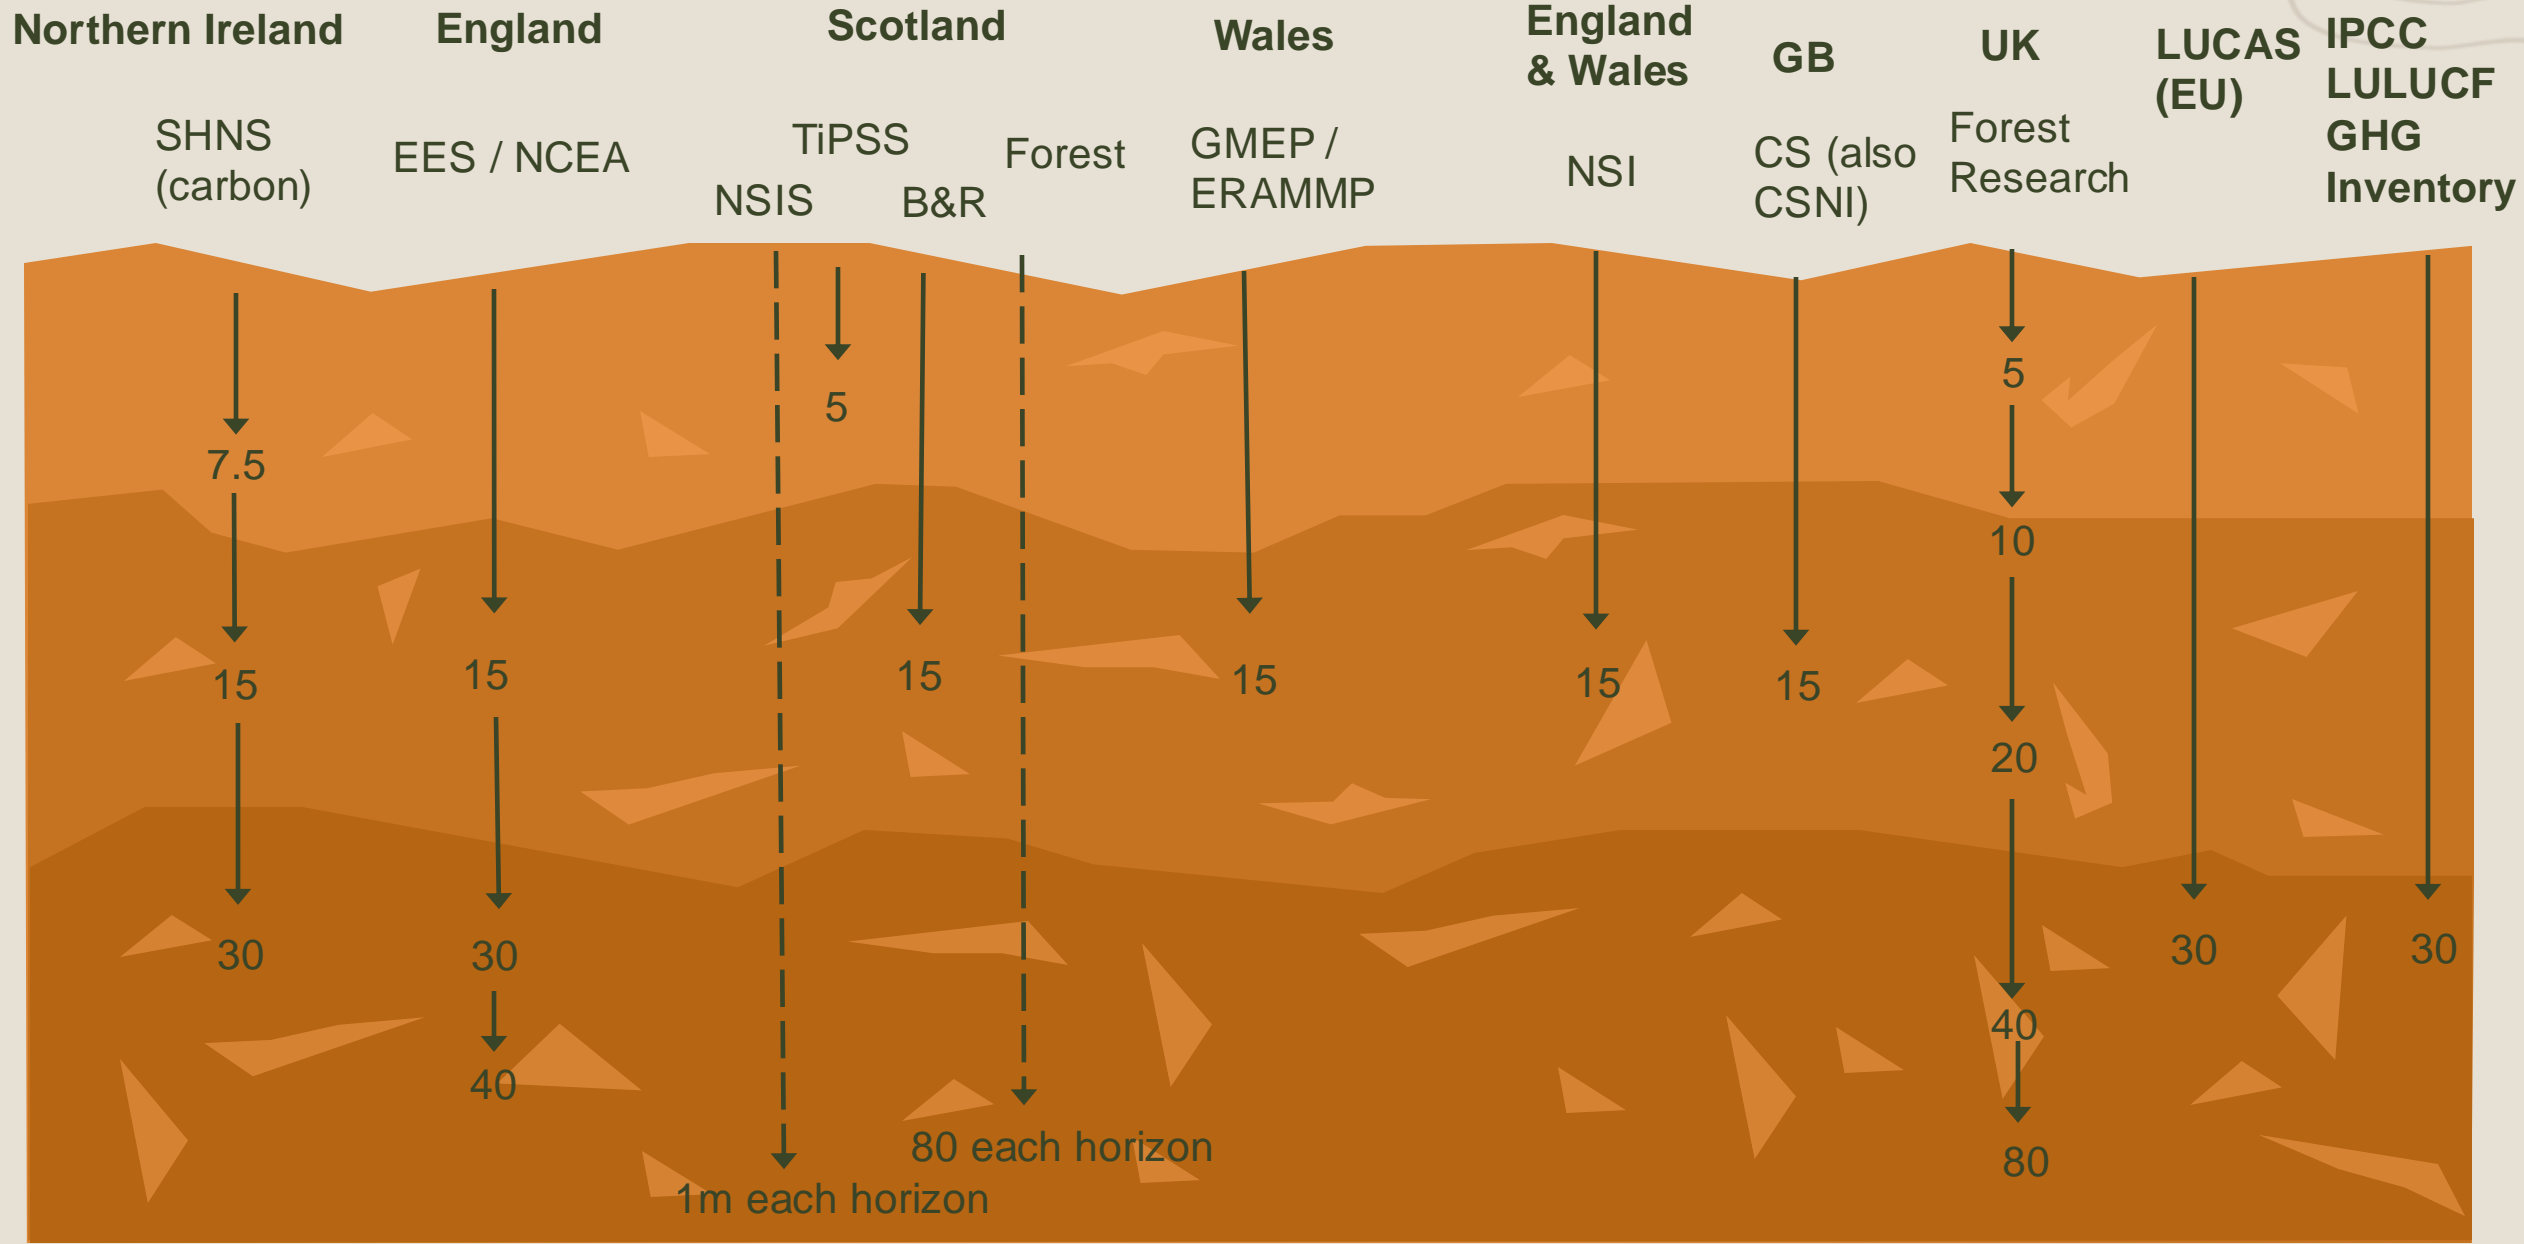 Northern Ireland
England
Scotland
Wales
England
& Wales
GB
UK
LUCAS
(EU)
IPCC
LULUCF
GHG
Inventory
SHNS
(carbon)
EES / NCEA
NSIS
TiPSS
B&R
Forest
GMEP /
ERAMMP
NSI
CS (also
CSNI)
Forest
Research
7.5
15
30
15
30
40
1m each horizon
5
15
80 each horizon
15
15
15
5
10
20
40
80
30
30